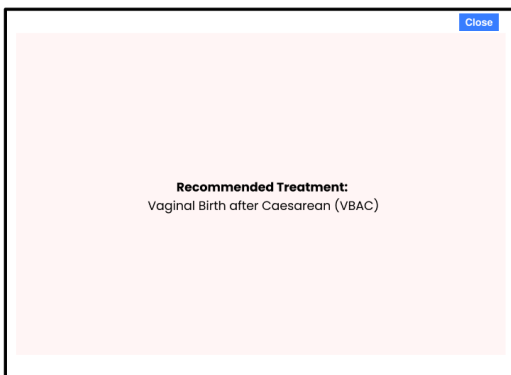 Close
Recommended Treatment:
Vaginal Birth after Caesarean (VBAC)